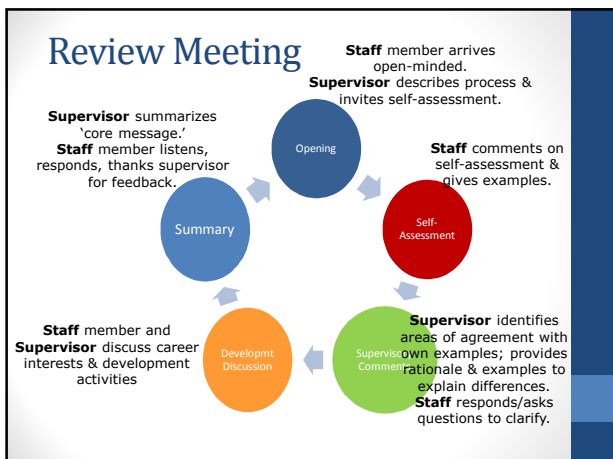 Review Meeting
Staff member arrives
open-minded.
Supervisor describes process &
invites self-assessment.
Opening
Staff comments on
self-assessment &
gives examples.
Self-
Assessment
Supervisor identifies
areas of agreement with
own examples; provides
rationale & examples to
explain differences.
Staff responds/asks
questions to clarify.
Supervisor
Comments
Developmt
Discussion
Staff member and
Supervisor discuss career
interests & development
activities
Summary
Supervisor summarizes
‘core message.’
Staff member listens,
responds, thanks supervisor
for feedback.